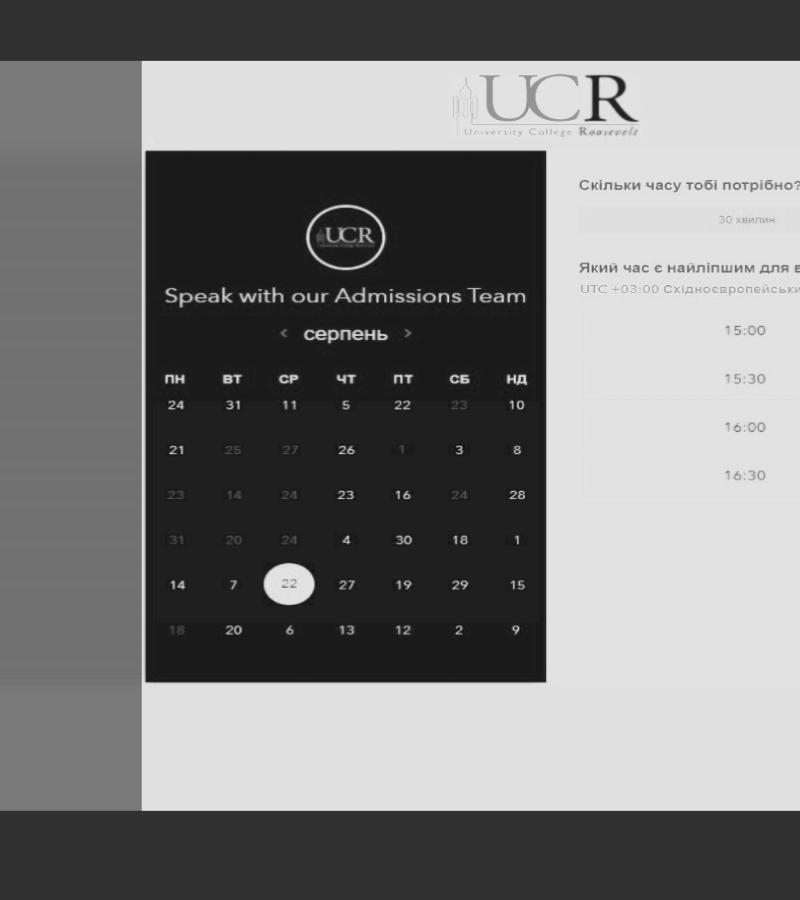 UCR
University College Roosevelt
UCR
Speak with our Admissions Team
< серпень >
ПН ВТ СР ЧТ ПТ СБ НД
24 31 11 5 22 23 10
21 25 27 26 1 3 8
23 14 24 23 16 24 28
31 20 24 4 30 18 1
14 7 22 27 19 29 15
18 20 6 13 12 2 9
Скільки часу тобі потрібно?
30 хвилин
Який час є найліпшим для в
UTC +03:00 Східноєвропейськи
15:00
15:30
16:00
16:30